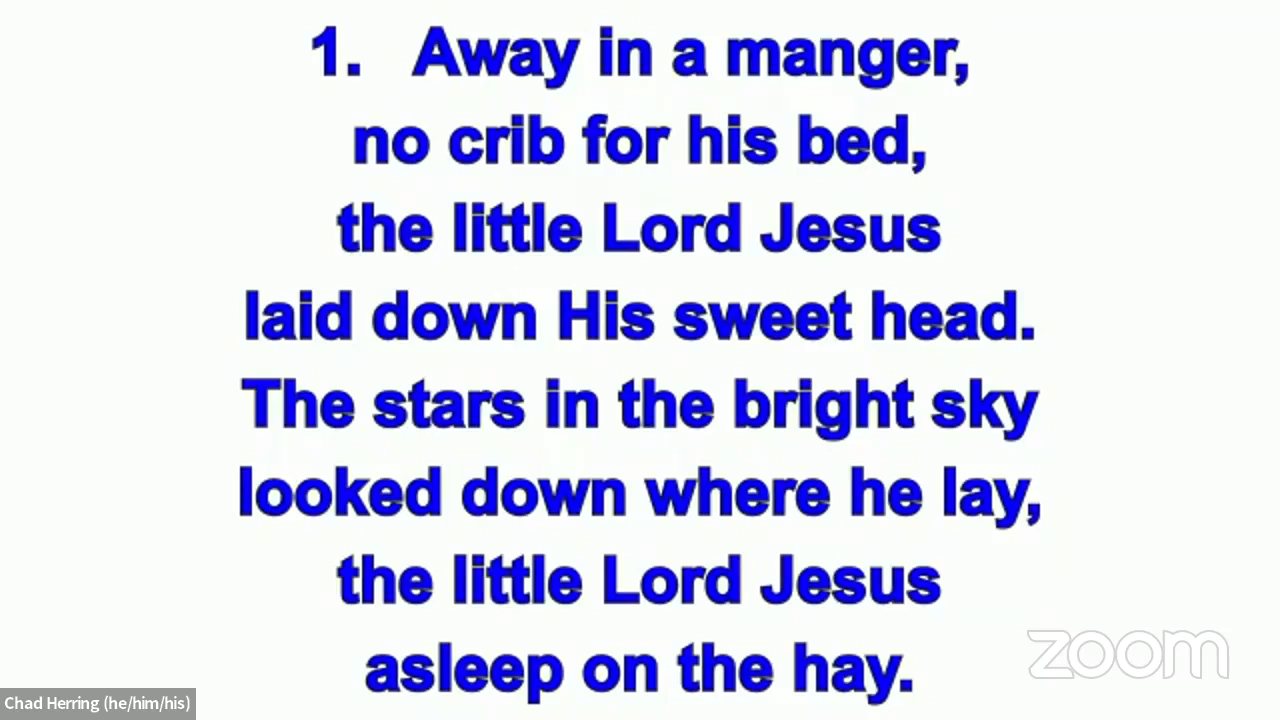 1. Away in a manger,
no crib for his bed,
the little Lord Jesus
laid down His sweet head.
The stars in the bright sky
looked down where he lay,
the little Lord Jesus
asleep on the hay.
zoom
Chad Herring (he/him/his)